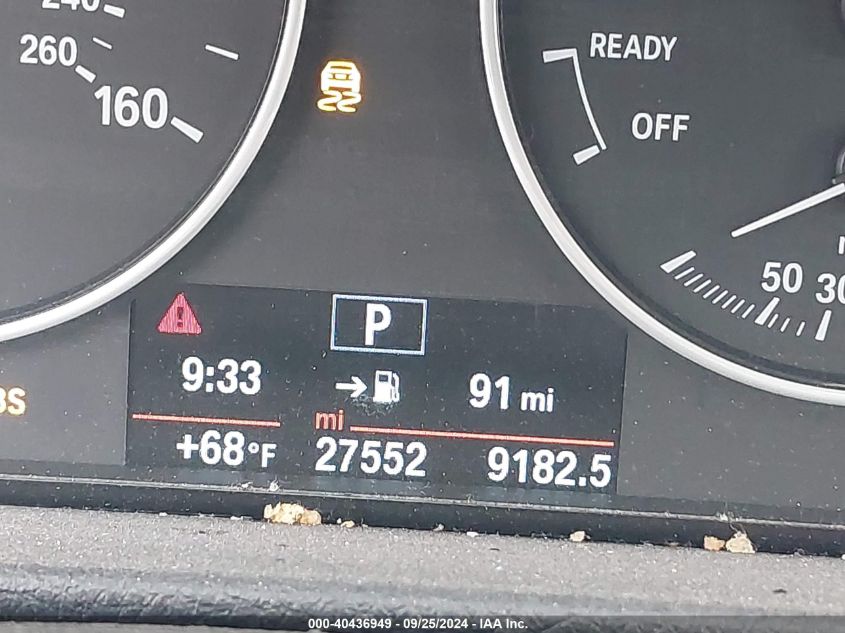 240
260
160
READY
OFF
50 30
P
9:33
91 mi
mi
+68°F
27552
9182.5
000-40436949 - 09/25/2024 - IAA Inc.